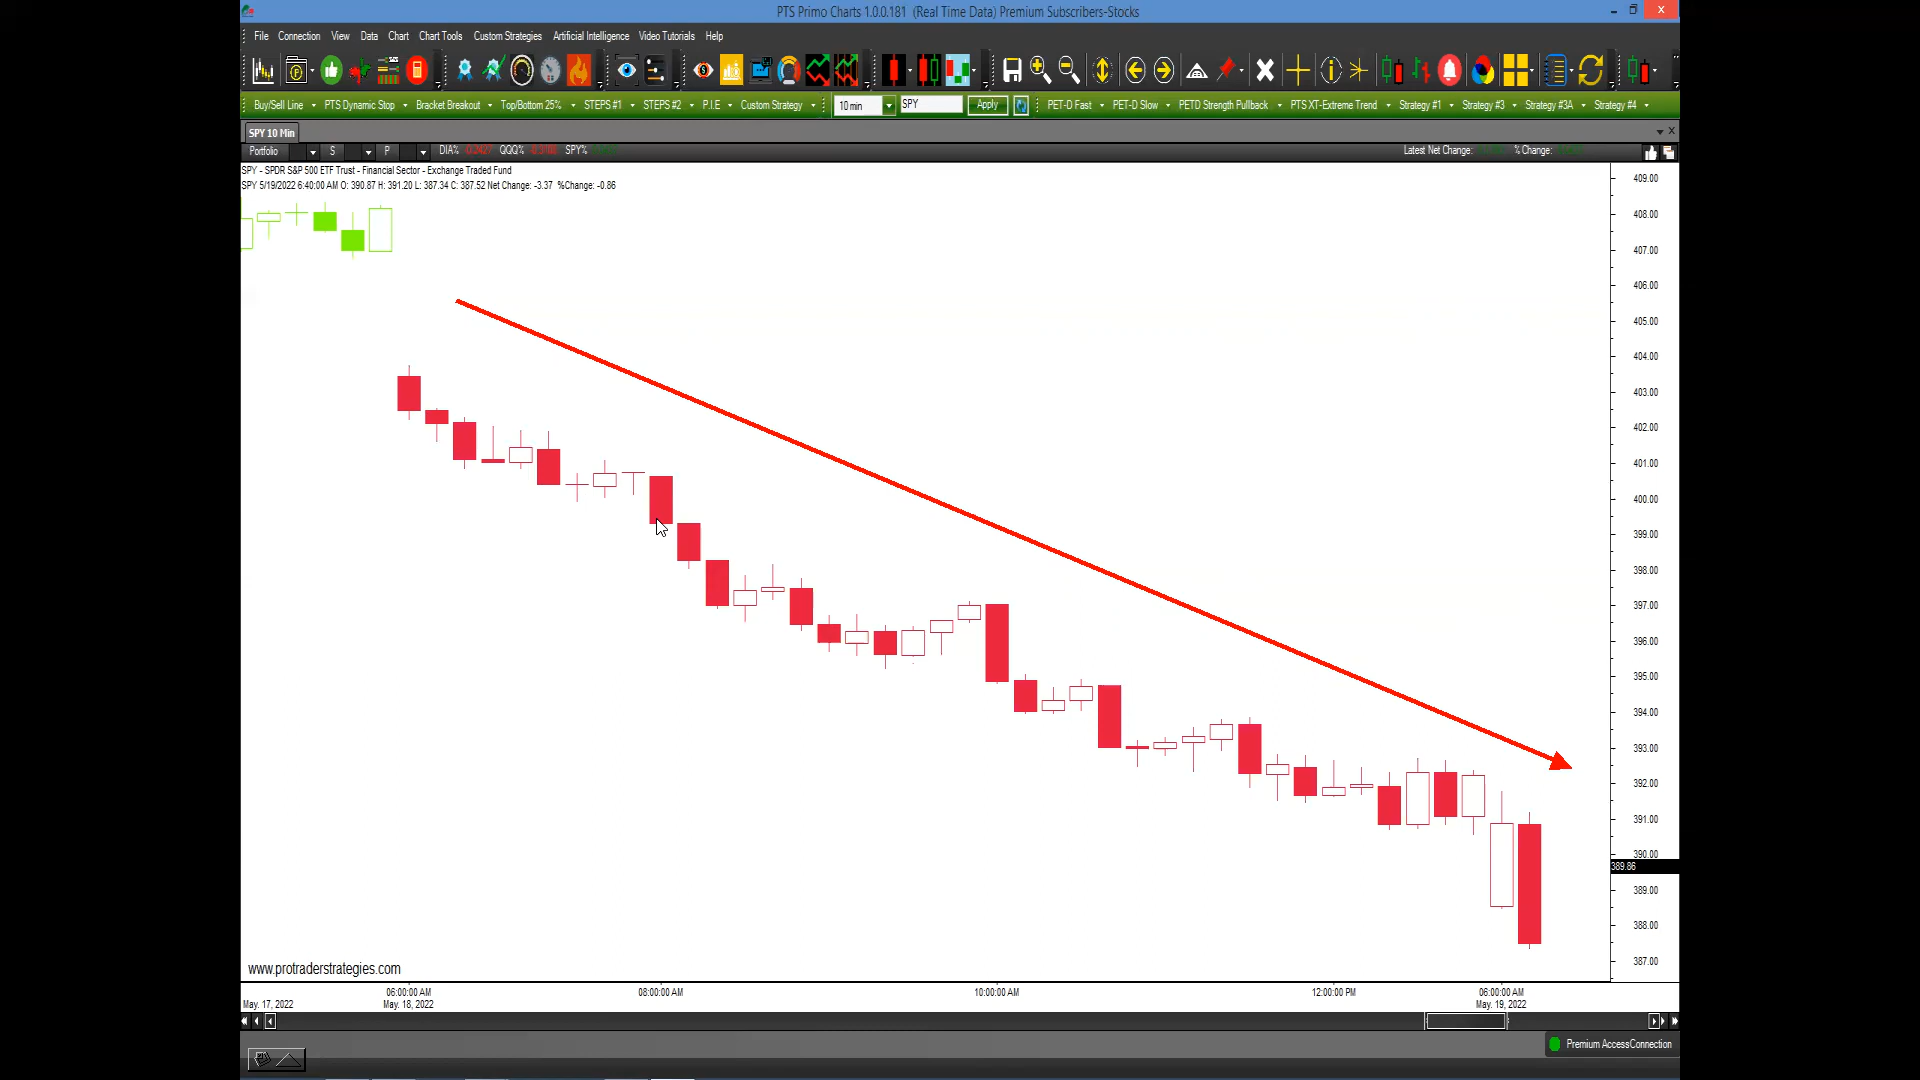 PTS Primo Charts 1.0.0.181 (Real Time Data) Premium Subscribers-Stocks
File Connection View Data Chart Chart Tools Custom Strategies Artificial Intelligence Video Tutorials Help
Buy/Sell Line PTS Dynamic Stop Bracket Breakout Top/Bottom 25% STEPS #1 STEPS #2 P.I.E Custom Strategy 10 min SPY Apply PET-D Fast PET-D Slow PETD Strength Pullback PTS XT-Extreme Trend Strategy #1 Strategy #3 Strategy #3A Strategy #4
SPY 10 Min
Portfolio S P DIA% QQQ% SPY% Latest Net Change: % Change:
SPY - SPDR S&P 500 ETF Trust - Financial Sector - Exchange Traded Fund
SPY 5/19/2022 6:40:00 AM O: 390.87 H: 391.20 L: 387.34 C: 387.52 Net Change: -3.37 %Change: -0.86
409.00
408.00
407.00
406.00
405.00
404.00
403.00
402.00
401.00
400.00
399.00
398.00
397.00
396.00
395.00
394.00
393.00
392.00
391.00
390.00
389.86
389.00
388.00
387.00
www.protraderstrategies.com
06:00:00 AM 08:00:00 AM 10:00:00 AM 12:00:00 PM 06:00:00 AM
May. 17, 2022 May. 18, 2022 May. 19, 2022
Premium AccessConnection